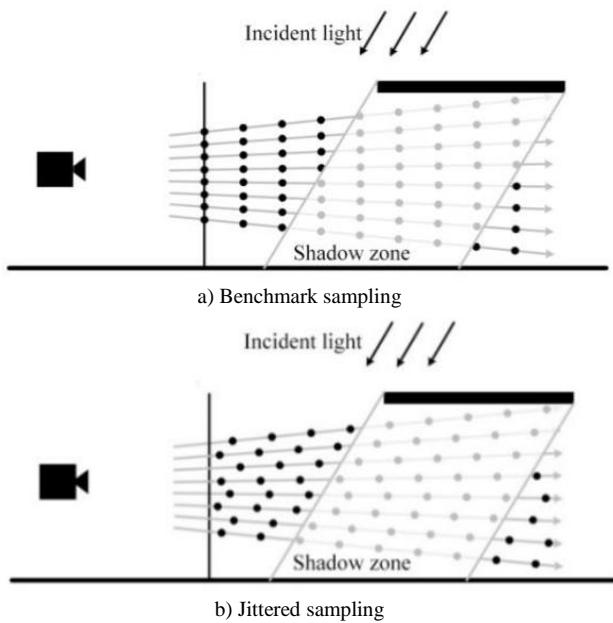 Incident light
Shadow zone
a) Benchmark sampling
Incident light
Shadow zone
b) Jittered sampling